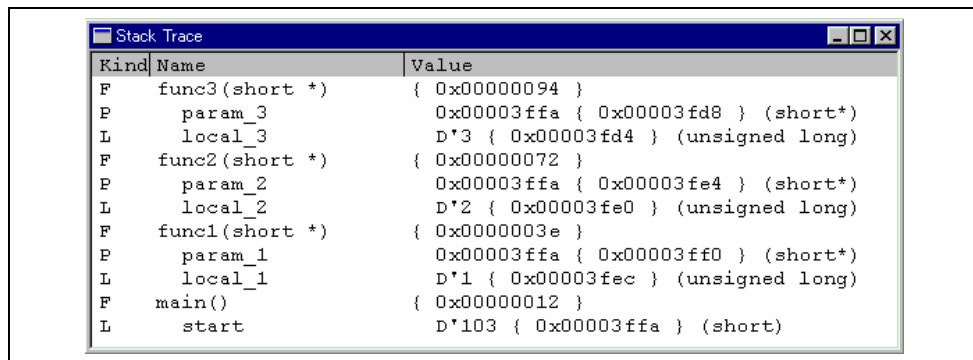 Stack Trace
Kind Name Value
F func3(short *) { 0x00000094 }
P param_3 0x00003ffa { 0x00003fd8 } (short*)
L local_3 D'3 { 0x00003fd4 } (unsigned long)
F func2(short *) { 0x00000072 }
P param_2 0x00003ffa { 0x00003fe4 } (short*)
L local_2 D'2 { 0x00003fe0 } (unsigned long)
F func1(short *) { 0x0000003e }
P param_1 0x00003ffa { 0x00003ff0 } (short*)
L local_1 D'1 { 0x00003fec } (unsigned long)
F main() { 0x00000012 }
L start D'103 { 0x00003ffa } (short)